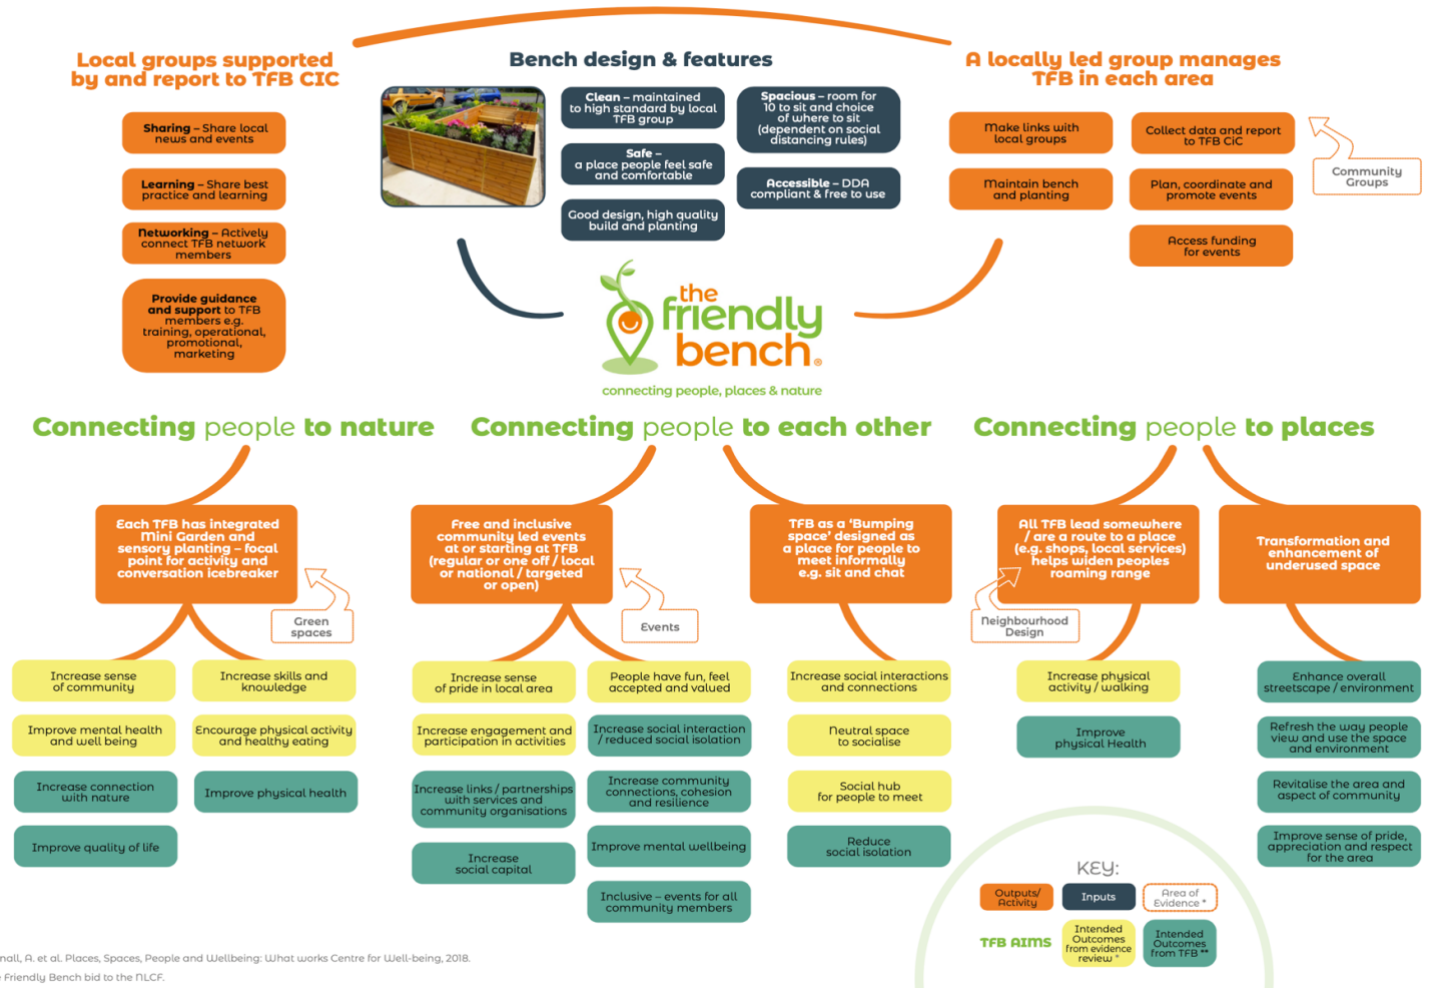 Local groups supported
by and report to TFB CIC
Sharing – Share local
news and events
Learning – Share best
practice and learning
Networking – Actively
connect TFB network
members
Provide guidance
and support to TFB
members e.g.
training, operational,
promotional,
marketing
Bench design & features
Clean – maintained
to high standard by local
TFB group
Safe –
a place people feel safe
and comfortable
Good design, high quality
build and planting
Spacious – room for
10 to sit and choice
of where to sit
(dependent on social
distancing rules)
Accessible – DDA
compliant & free to use
A locally led group manages
TFB in each area
Make links with
local groups
Maintain bench
and planting
Collect data and report
to TFB CiC
Plan, coordinate and
promote events
Access funding
for events
Community
Groups
the
friendly
bench®
connecting people, places & nature
Connecting people to nature
Each TFB has integrated
Mini Garden and
sensory planting – focal
point for activity and
conversation icebreaker
Green
spaces
Increase sense
of community
Improve mental health
and well being
Increase connection
with nature
Improve quality of life
Increase skills and
knowledge
Encourage physical activity
and healthy eating
Improve physical health
Connecting people to each other
Free and inclusive
community led events
at or starting at TFB
(regular or one off / local
or national / targeted
or open)
Events
Increase sense
of pride in local area
Increase engagement and
participation in activities
Increase links / partnerships
with services and
community organisations
Increase
social capital
People have fun, feel
accepted and valued
Increase social interaction
/ reduced social isolation
Increase community
connections, cohesion
and resilience
Improve mental wellbeing
Inclusive – events for all
community members
TFB as a ‘Bumping
space’ designed as
a place for people to
meet informally
e.g. sit and chat
Increase social interactions
and connections
Neutral space
to socialise
Social hub
for people to meet
Reduce
social isolation
Connecting people to places
All TFB lead somewhere
/ are a route to a place
(e.g. shops, local services)
helps widen peoples
roaming range
Neighbourhood
Design
Increase physical
activity / walking
Improve
physical Health
Transformation and
enhancement of
underused space
Enhance overall
streetscape / environment
Refresh the way people
view and use the space
and environment
Revitalise the area and
aspect of community
Improve sense of pride,
appreciation and respect
for the area
KEY:
Outputs/
Activity
Inputs
Area of
Evidence *
TFB AIMS
Intended
Outcomes
from evidence
review *
Intended
Outcomes
from TFB **
mall, A. et al. Places, Spaces, People and Wellbeing: What works Centre for Well-being, 2018.
e Friendly Bench bid to the NLCF.